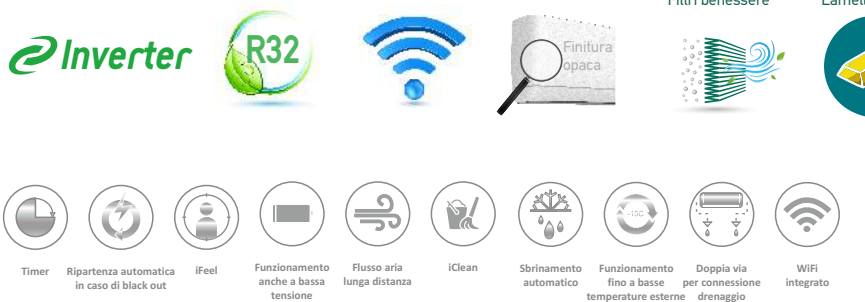 Filtri benessere
Inverter
R32
Finitura
opaca
-15C
Timer
Ripartenza automatica
in caso di black out
iFeel
Funzionamento
anche a bassa
tensione
Flusso aria
lunga distanza
iClean
Sbrinamento
automatico
Funzionamento
fino a basse
temperature esterne
Doppia via
per connessione
drenaggio
WiFi
integrato